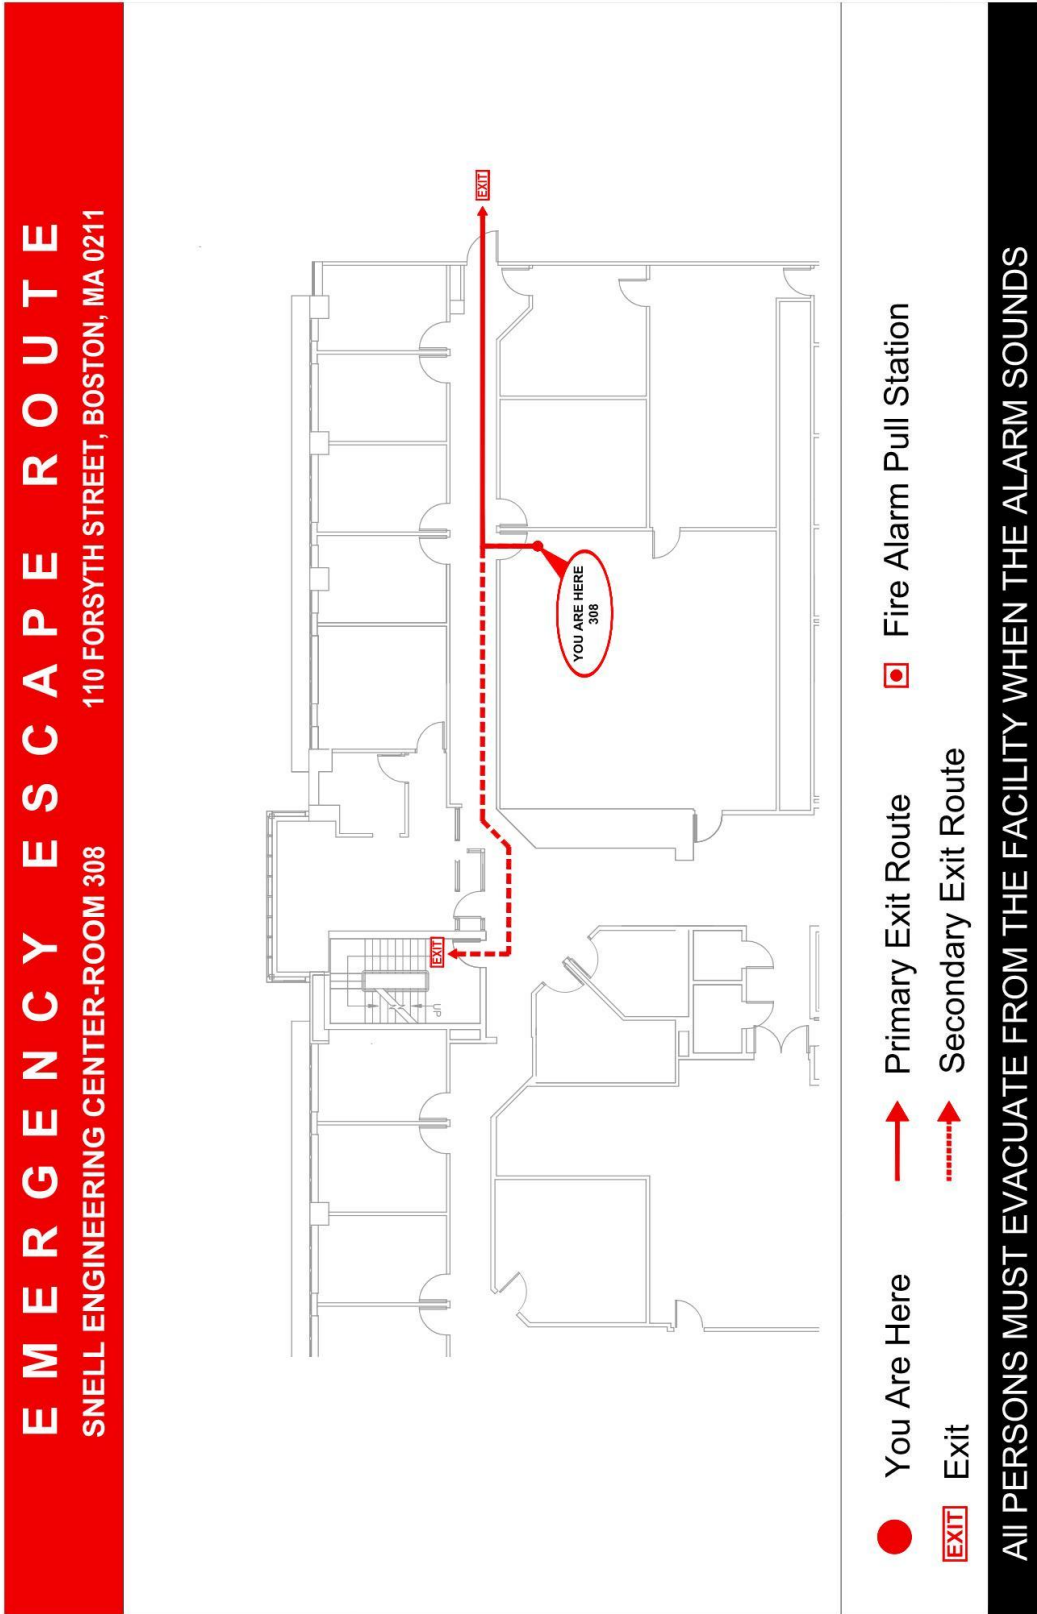 EMERGENCY ESCAPE ROUTE
SNELL ENGINEERING CENTER-ROOM 308 110 FORSYTH STREET, BOSTON, MA 0211
EXIT
UP
YOU ARE HERE
308
EXIT
You Are Here Primary Exit Route Fire Alarm Pull Station
EXIT Exit Secondary Exit Route
All PERSONS MUST EVACUATE FROM THE FACILITY WHEN THE ALARM SOUNDS